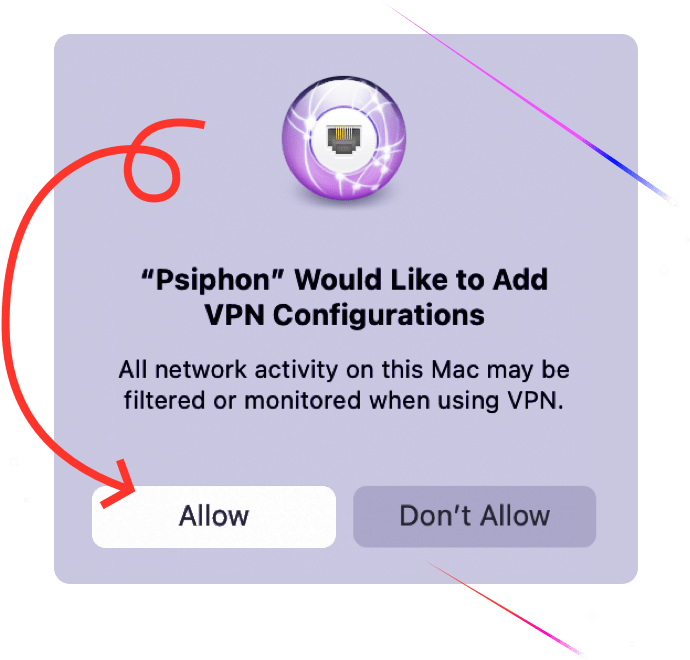 “Psiphon” Would Like to Add
VPN Configurations
All network activity on this Mac may be
filtered or monitored when using VPN.
Allow
Don’t Allow